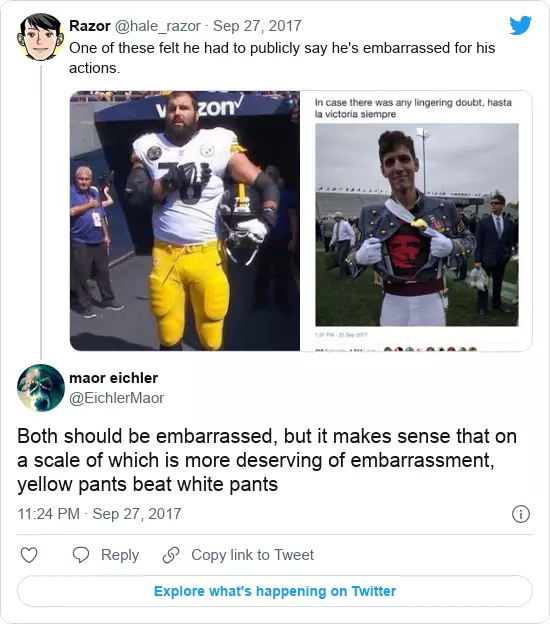 Razor @hale_razor · Sep 27, 2017
One of these felt he had to publicly say he's embarrassed for his
actions.
verizon
In case there was any lingering doubt, hasta
la victoria siempre
maor eichler
@EichlerMaor
Both should be embarrassed, but it makes sense that on
a scale of which is more deserving of embarrassment,
yellow pants beat white pants
11:24 PM · Sep 27, 2017
Reply Copy link to Tweet
Explore what's happening on Twitter